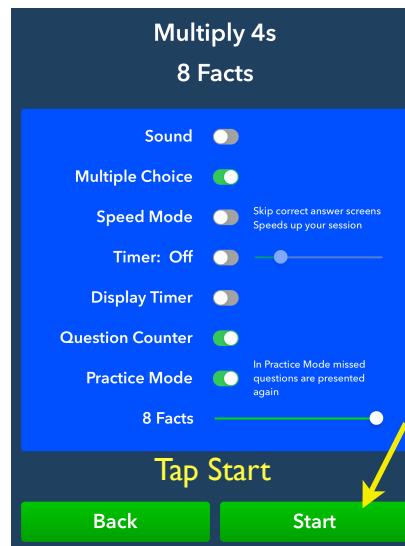 Multiply 4s
8 Facts
Sound
Multiple Choice
Speed Mode
Skip correct answer screens
Speeds up your session
Timer: Off
Display Timer
Question Counter
Practice Mode
In Practice Mode missed
questions are presented
again
8 Facts
Tap Start
Back
Start